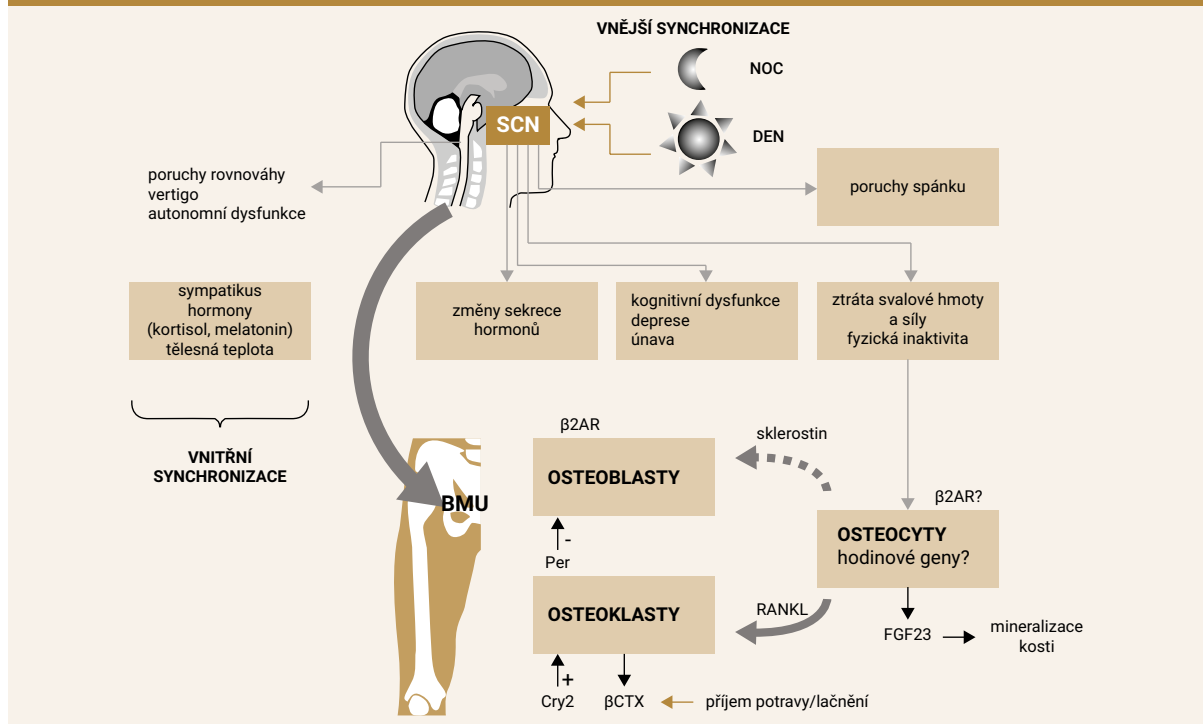 VNĚJŠÍ SYNCHRONIZACE
NOC
SCN
DEN
poruchy rovnováhy
vertigo
autonomní dysfunkce
poruchy spánku
sympatikus
hormony
(kortisol, melatonin)
tělesná teplota
změny sekrece
hormonů
kognitivní dysfunkce
deprese
únava
ztráta svalové hmoty
a síly
fyzická inaktivita
VNITŘNÍ
SYNCHRONIZACE
BMU
β2AR
OSTEOBLASTY
-
Per
sklerostin
β2AR?
OSTEOCYTY
hodinové geny?
OSTEOKLASTY
RANKL
FGF23
mineralizace
kosti
+
Cry2
βCTX
příjem potravy/lačnění